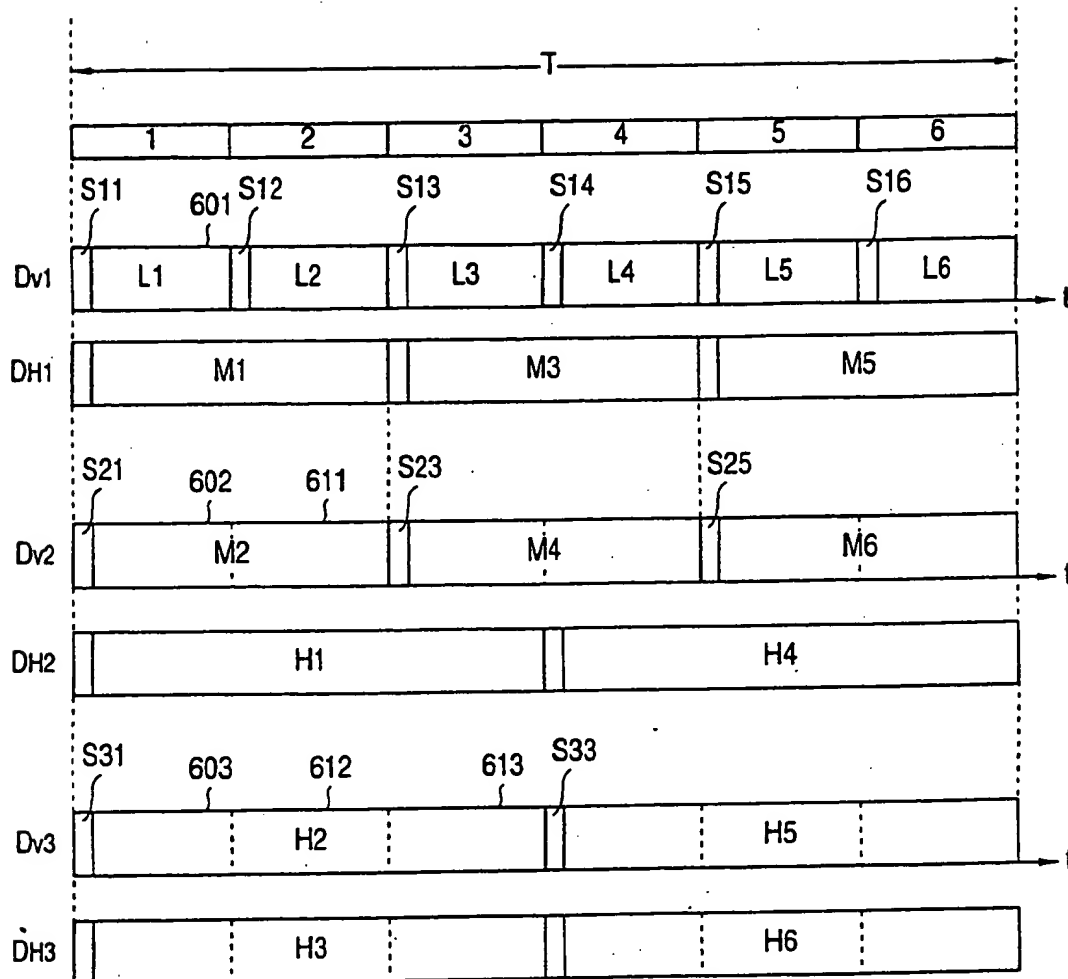 T
1 2 3 4 5 6
S11 601 S12 S13 S14 S15 S16
Dv1 L1 L2 L3 L4 L5 L6 t
DH1 M1 M3 M5
S21 602 611 S23 S25
Dv2 M2 M4 M6 t
DH2 H1 H4
S31 603 612 613 S33
Dv3 H2 H5 t
DH3 H3 H6